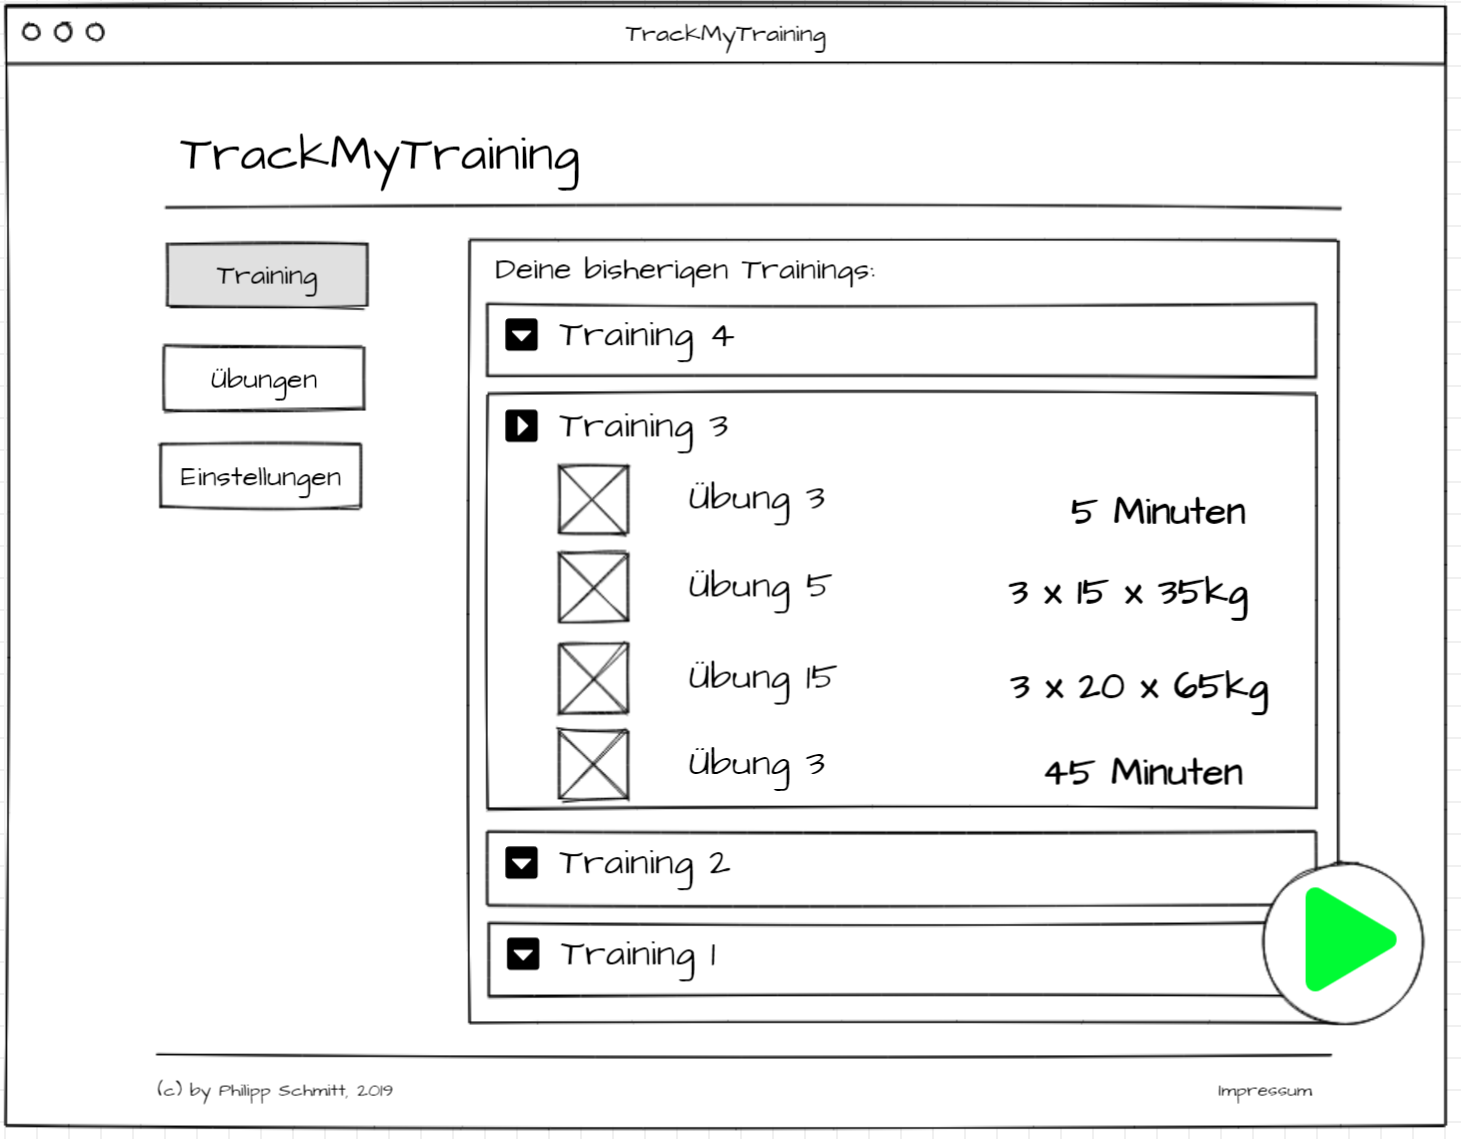 TrackMyTraining
TrackMyTraining
Training
Übungen
Einstellungen
Deine bisherigen Trainings:
Training 4
Training 3
Übung 3 5 Minuten
Übung 5 3 x 15 x 35kg
Übung 15 3 x 20 x 65kg
Übung 3 45 Minuten
Training 2
Training 1
(c) by Philipp Schmitt, 2019 Impressum